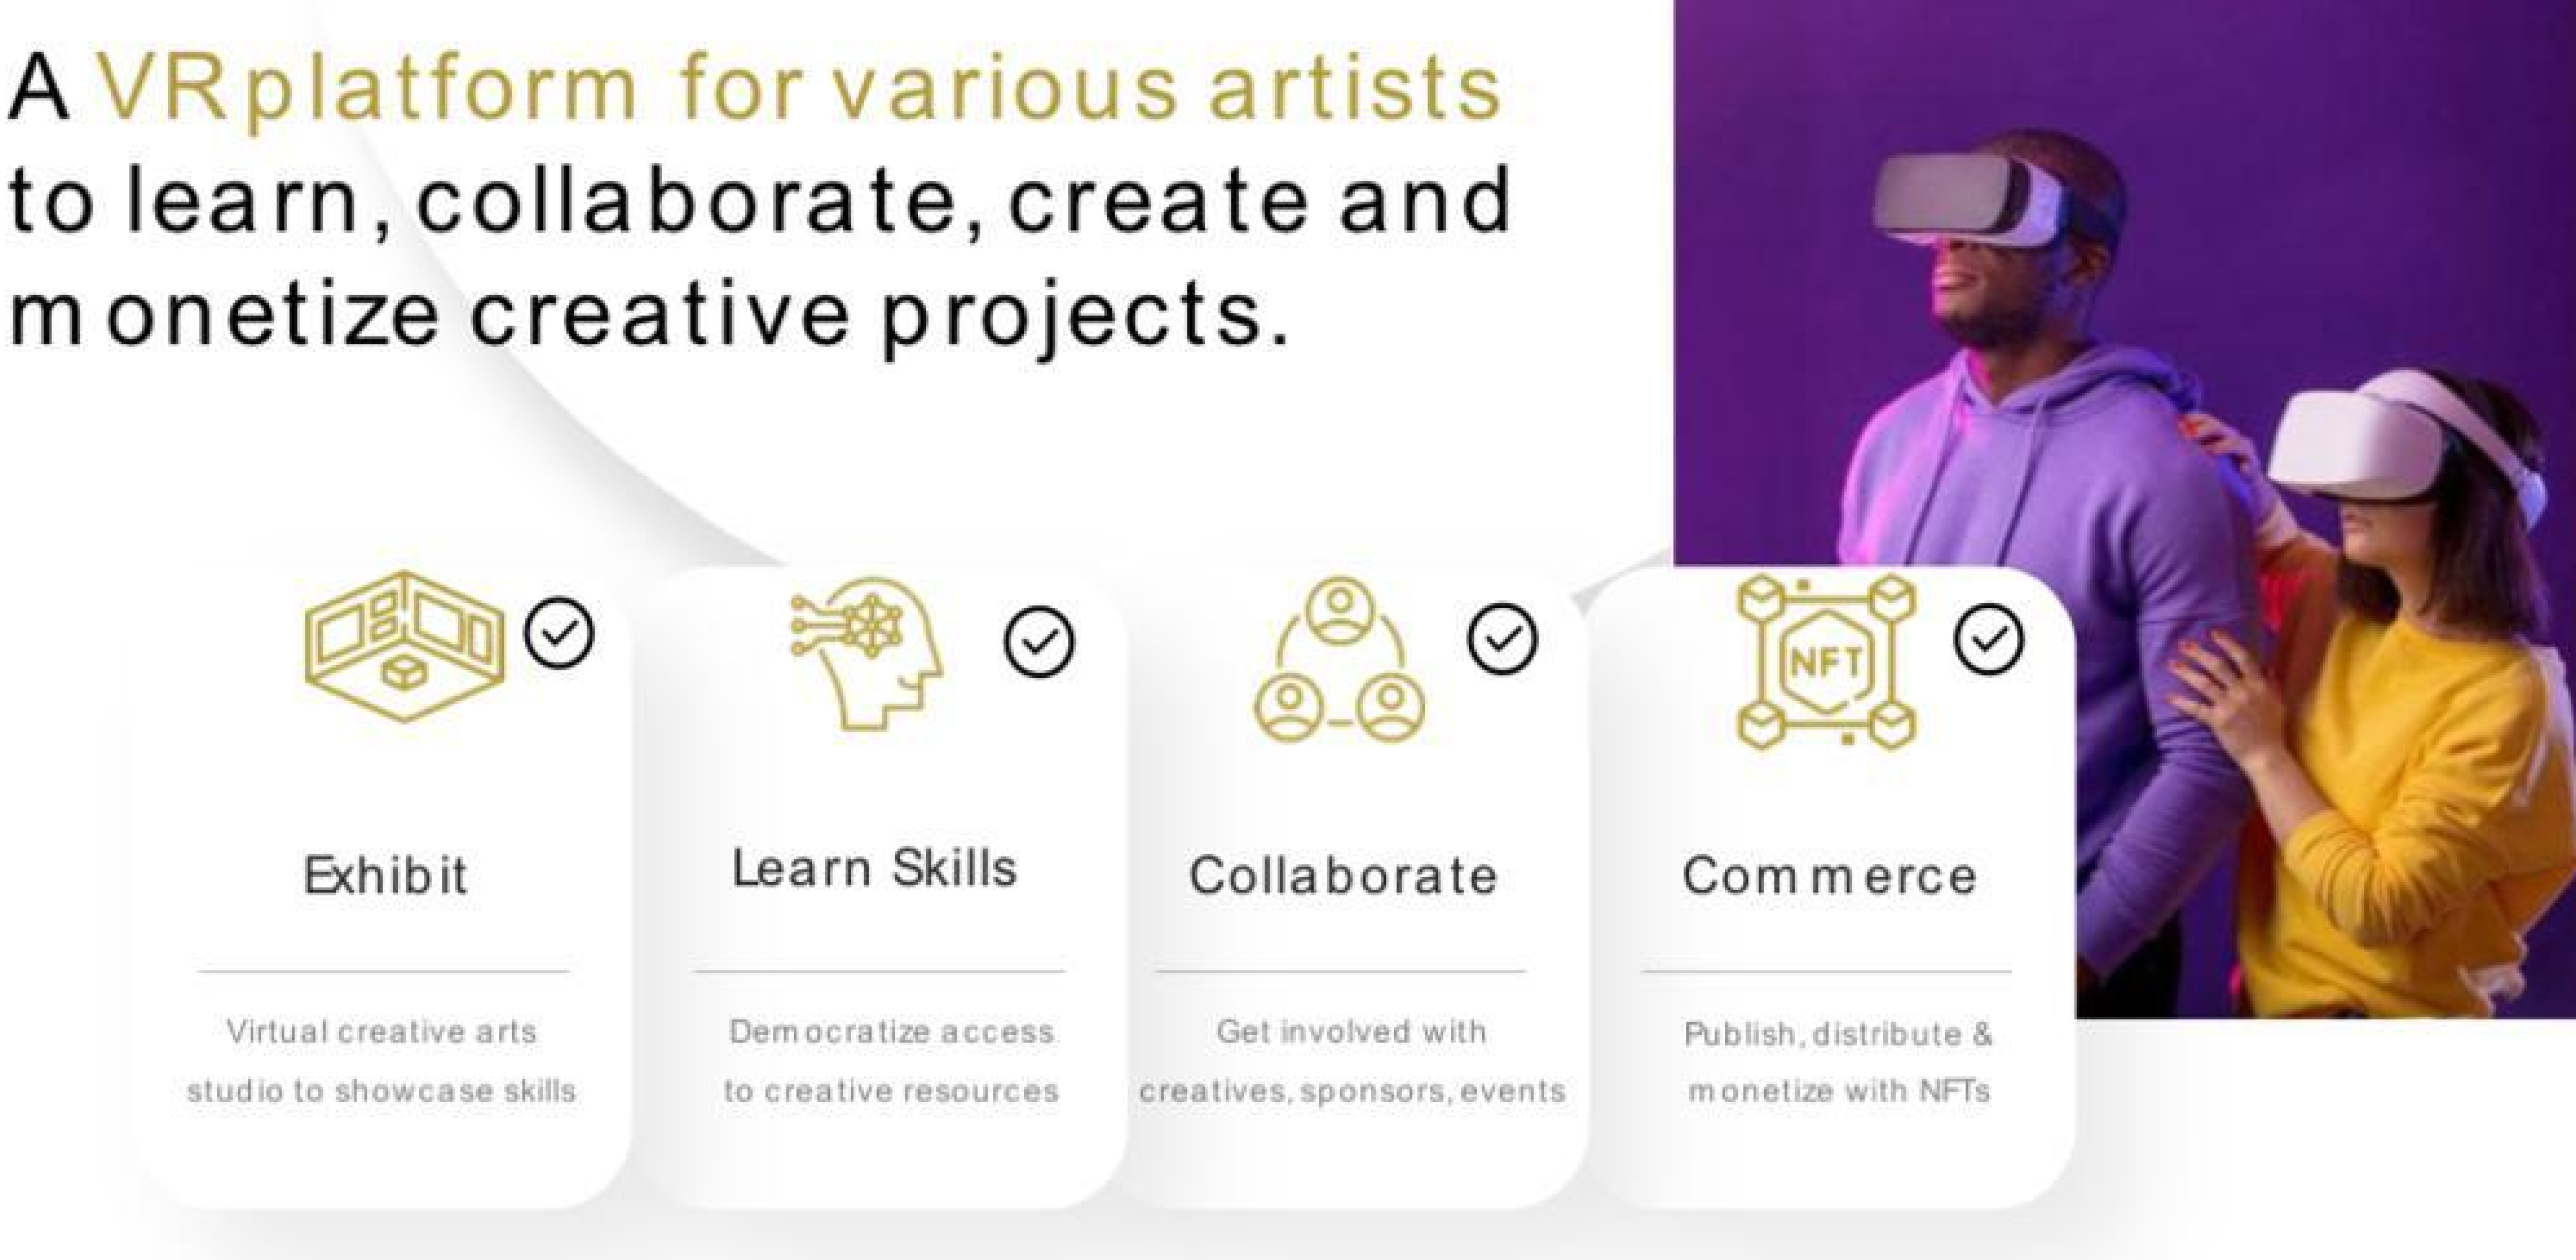 A VR platform for various artists
to learn, collaborate, create and
monetize creative projects.
NFT
Exhibit
Learn Skills
Collaborate
Commerce
Virtual creative arts
studio to showcase skills
Democratize access
to creative resources
Get involved with
creatives, sponsors, events
Publish, distribute &
monetize with NFTs